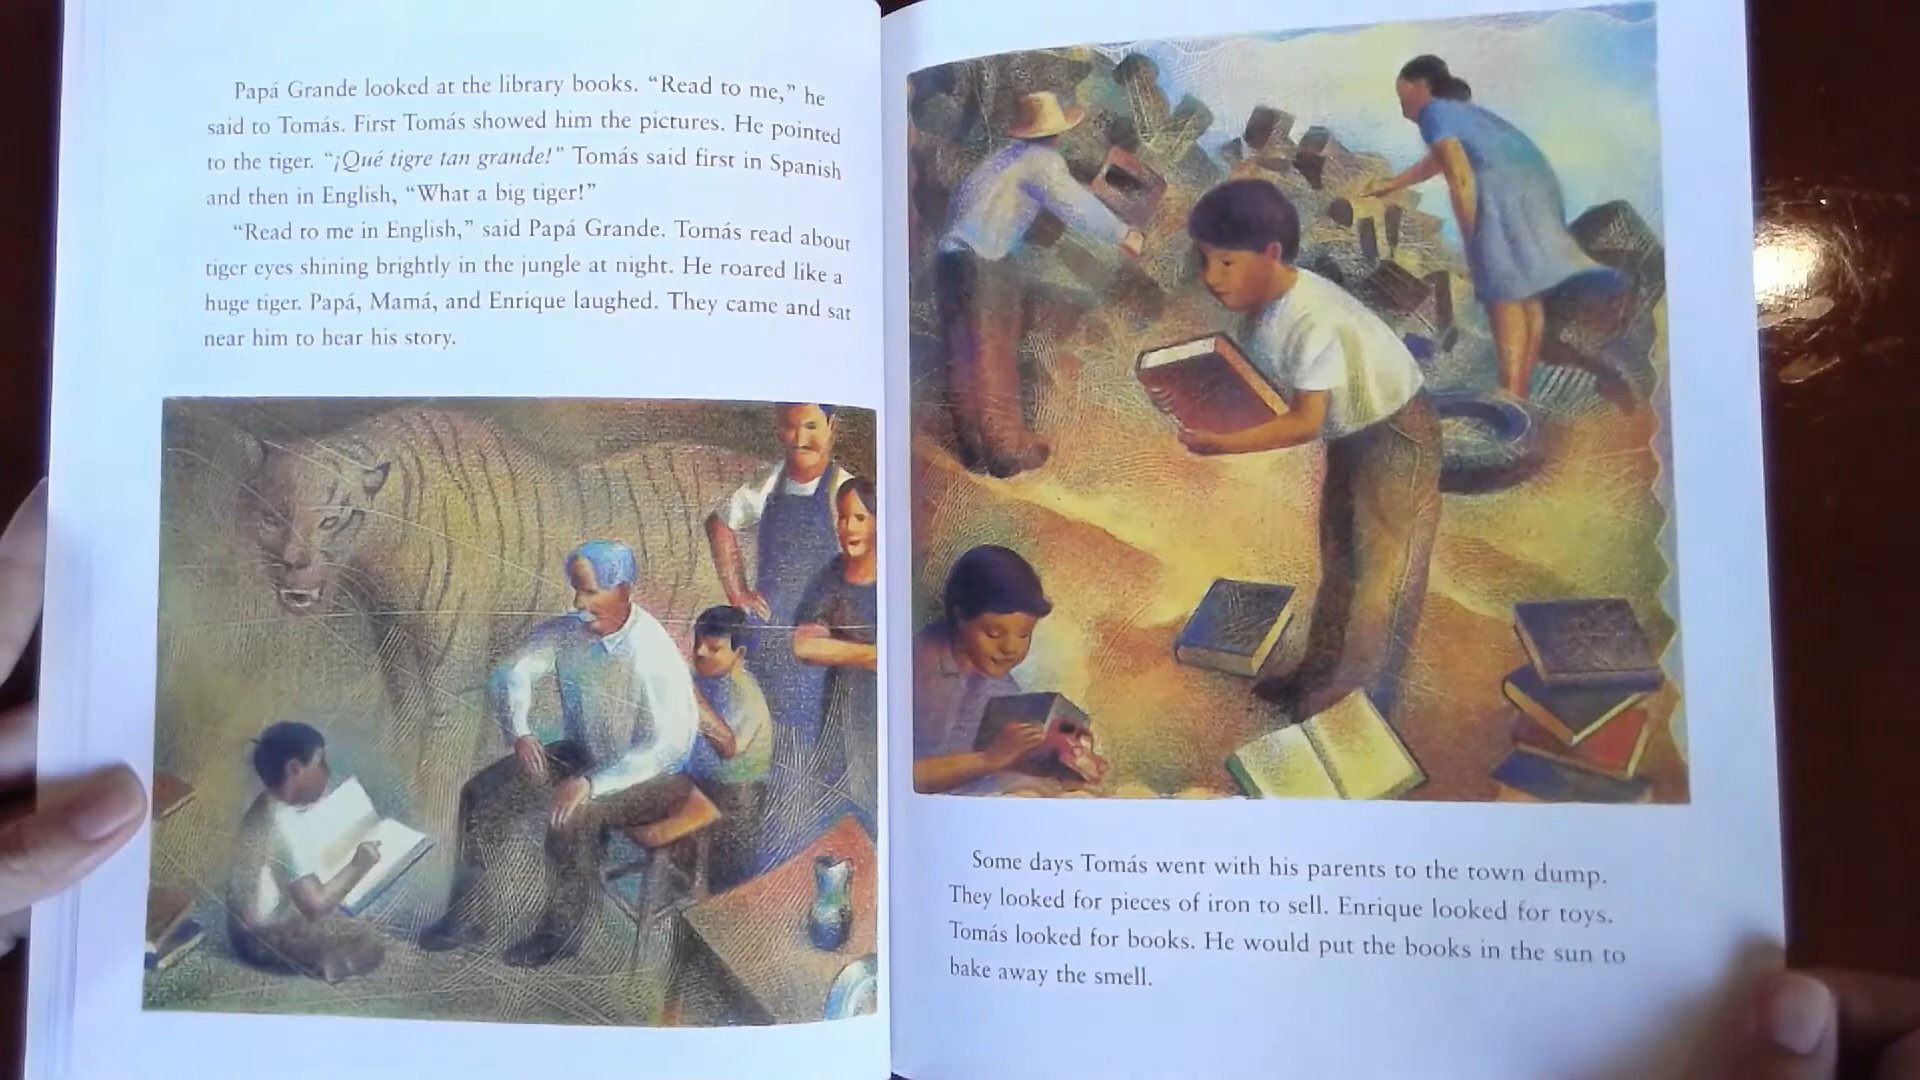 Papá Grande looked at the library books. “Read to me,” he
said to Tomás. First Tomás showed him the pictures. He pointed
to the tiger. “¡Qué tigre tan grande!” Tomás said first in Spanish
and then in English, “What a big tiger!”
“Read to me in English,” said Papá Grande. Tomás read about
tiger eyes shining brightly in the jungle at night. He roared like a
huge tiger. Papá, Mamá, and Enrique laughed. They came and sat
near him to hear his story.
Some days Tomás went with his parents to the town dump.
They looked for pieces of iron to sell. Enrique looked for toys.
Tomás looked for books. He would put the books in the sun to
bake away the smell.